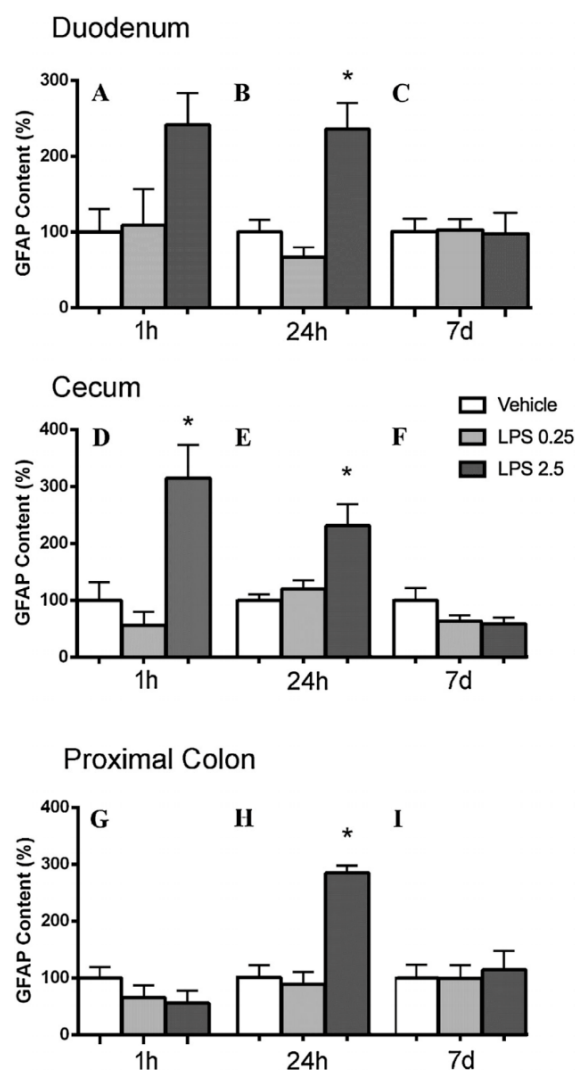 Duodenum
GFAP Content (%)
300
200
100
0
A
B
*
C
1h
24h
7d
Cecum
GFAP Content (%)
400
300
200
100
0
D
*
E
*
F
Vehicle
LPS 0.25
LPS 2.5
1h
24h
7d
Proximal Colon
GFAP Content (%)
400
300
200
100
0
G
H
*
I
1h
24h
7d